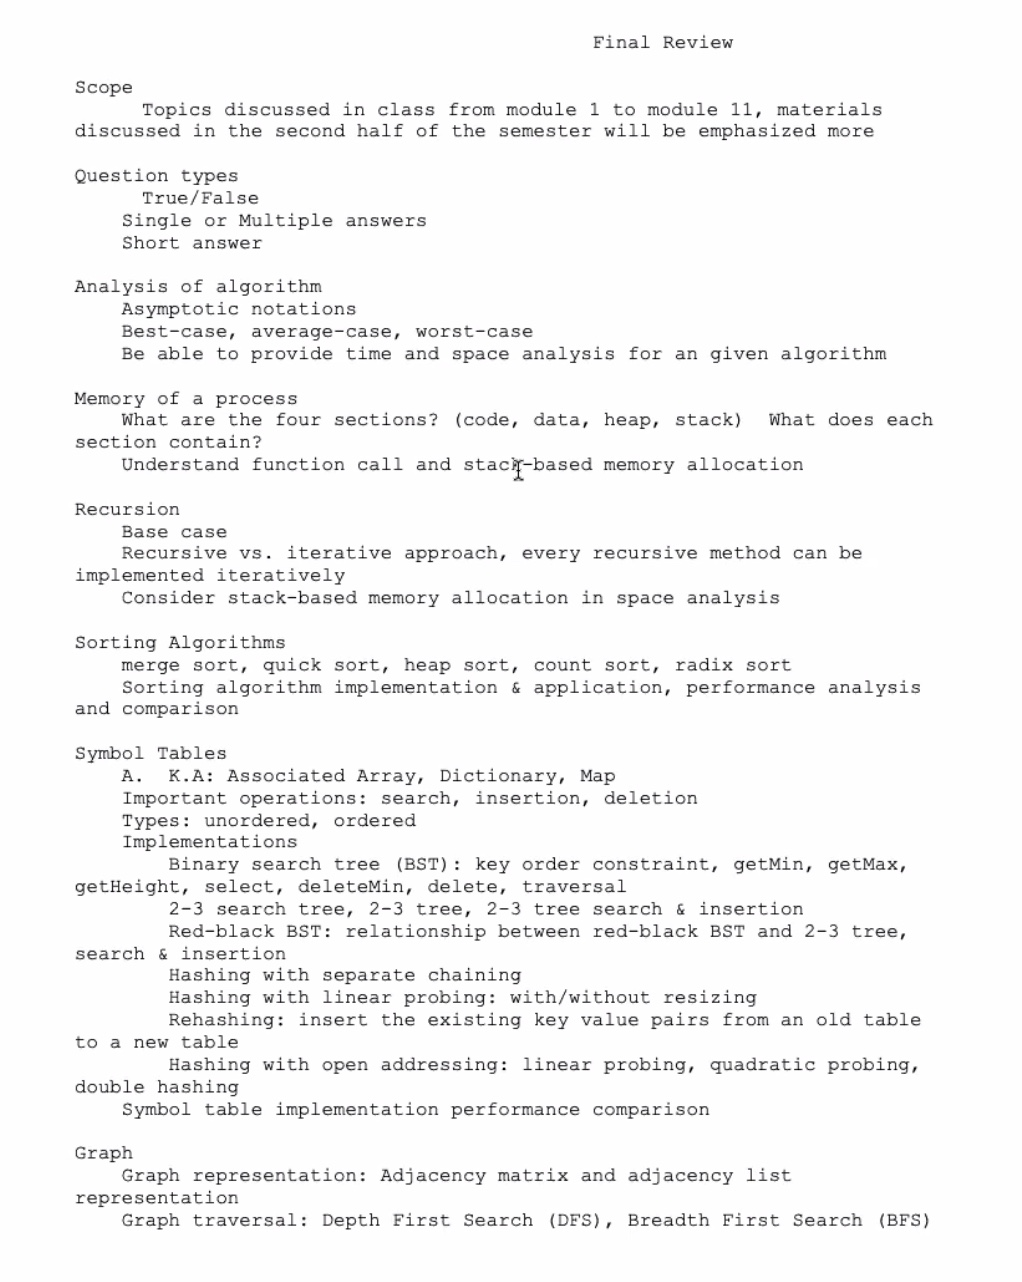 Final Review
Scope
Topics discussed in class from module 1 to module 11, materials
discussed in the second half of the semester will be emphasized more
Question types
True/False
Single or Multiple answers
Short answer
Analysis of algorithm
Asymptotic notations
Best-case, average-case, worst-case
Be able to provide time and space analysis for an given algorithm
Memory of a process
What are the four sections? (code, data, heap, stack)  What does each
section contain?
Understand function call and stack-based memory allocation
Recursion
Base case
Recursive vs. iterative approach, every recursive method can be
implemented iteratively
Consider stack-based memory allocation in space analysis
Sorting Algorithms
merge sort, quick sort, heap sort, count sort, radix sort
Sorting algorithm implementation & application, performance analysis
and comparison
Symbol Tables
A.  K.A: Associated Array, Dictionary, Map
Important operations: search, insertion, deletion
Types: unordered, ordered
Implementations
Binary search tree (BST): key order constraint, getMin, getMax,
getHeight, select, deleteMin, delete, traversal
2-3 search tree, 2-3 tree, 2-3 tree search & insertion
Red-black BST: relationship between red-black BST and 2-3 tree,
search & insertion
Hashing with separate chaining
Hashing with linear probing: with/without resizing
Rehashing: insert the existing key value pairs from an old table
to a new table
Hashing with open addressing: linear probing, quadratic probing,
double hashing
Symbol table implementation performance comparison
Graph
Graph representation: Adjacency matrix and adjacency list
representation
Graph traversal: Depth First Search (DFS), Breadth First Search (BFS)